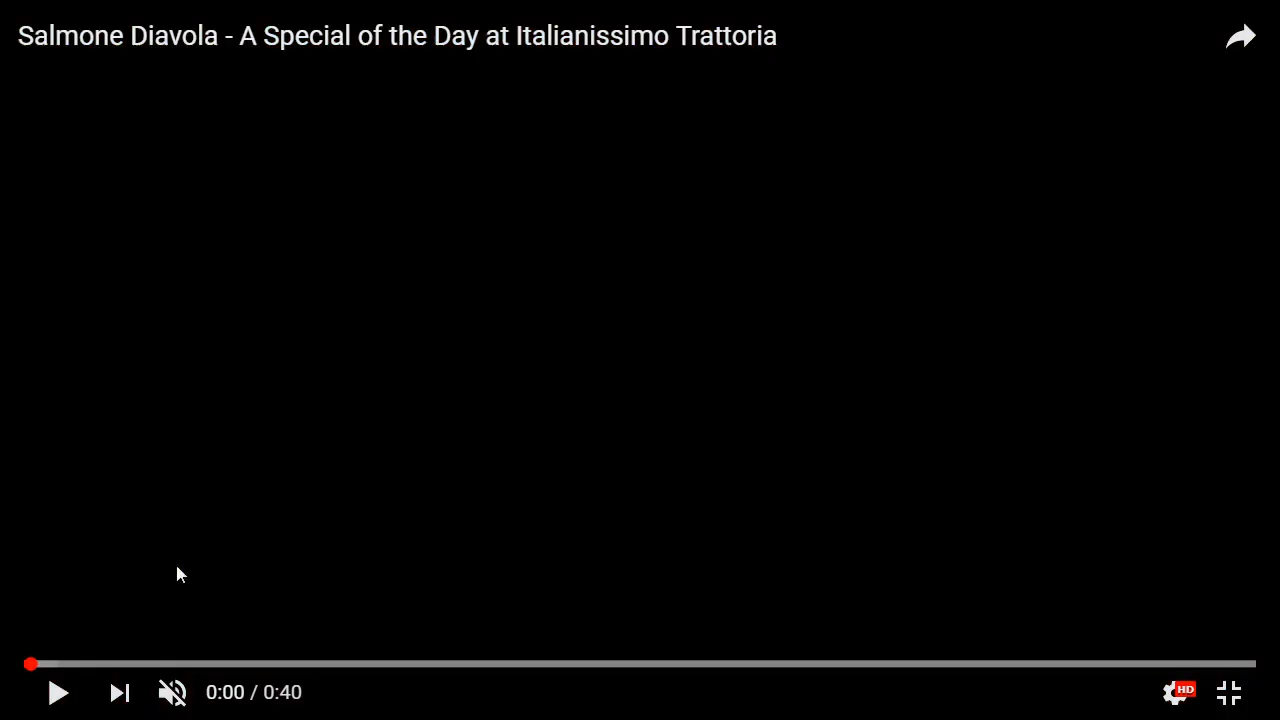 Salmone Diavola - A Special of the Day at Italianissimo Trattoria
0:00 / 0:40
HD